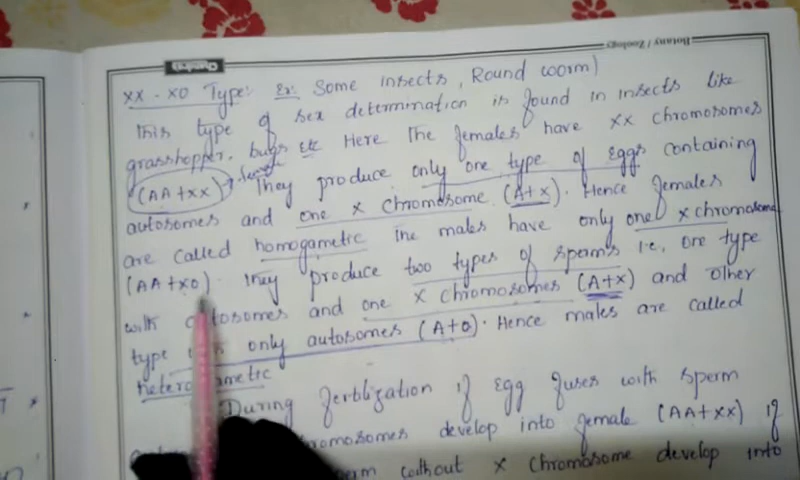 Botany / Zoology
XX - XO Type: Ex: Some insects, Round worm)
This type of sex determination is found in insects like
grasshopper, bugs etc Here The females have XX chromosomes
(AA+XX) → female They produce only one type of eggs containing
autosomes and one X chromosome (A+X). Hence females
are called homogametic The males have only one X chromosome
(AA+XO) They produce two types of sperms i.e, one type
with autosomes and one X chromosomes (A+X) and other
type only autosomes (A+O). Hence males are called
heterogametic
During fertilization if egg fuses with sperm
chromosomes develop into female (AA+XX) if
sperm without X chromosome develop into